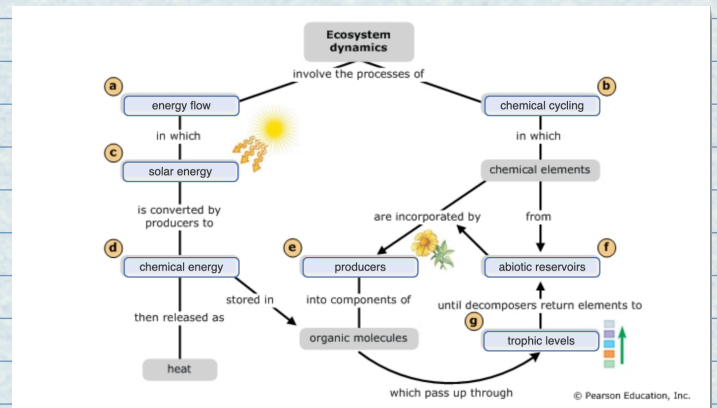 Ecosystem
dynamics
involve the processes of
a
b
energy flow
chemical cycling
in which
in which
c
solar energy
chemical elements
is converted by
producers to
are incorporated by
from
d
e
f
chemical energy
producers
abiotic reservoirs
stored in
into components of
until decomposers return elements to
then released as
g
organic molecules
trophic levels
heat
which pass up through
© Pearson Education, Inc.